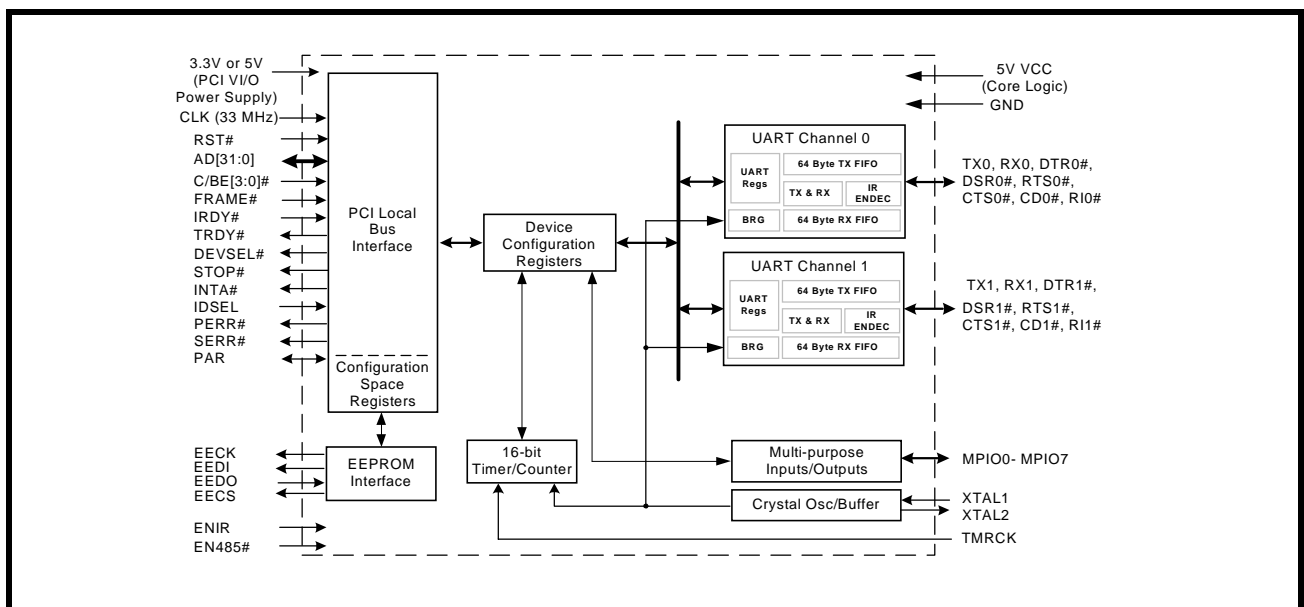 3.3V or 5V
(PCI VI/O
Power Supply)
CLK (33 MHz)
RST#
AD[31:0]
C/BE[3:0]#
FRAME#
IRDY#
TRDY#
DEVSEL#
STOP#
INTA#
IDSEL
PERR#
SERR#
PAR
EECK
EEDI
EEDO
EECS
ENIR
EN485#
PCI Local
Bus
Interface
Configuration
Space
Registers
EEPROM
Interface
Device
Configuration
Registers
16-bit
Timer/Counter
UART Channel 0
UART
Regs
64 Byte TX FIFO
TX & RX
IR
ENDEC
BRG
64 Byte RX FIFO
UART Channel 1
UART
Regs
64 Byte TX FIFO
TX & RX
IR
ENDEC
BRG
64 Byte RX FIFO
Multi-purpose
Inputs/Outputs
Crystal Osc/Buffer
5V VCC
(Core Logic)
GND
TX0, RX0, DTR0#,
DSR0#, RTS0#,
CTS0#, CD0#, RI0#
TX1, RX1, DTR1#,
DSR1#, RTS1#,
CTS1#, CD1#, RI1#
MPIO0- MPIO7
XTAL1
XTAL2
TMRCK